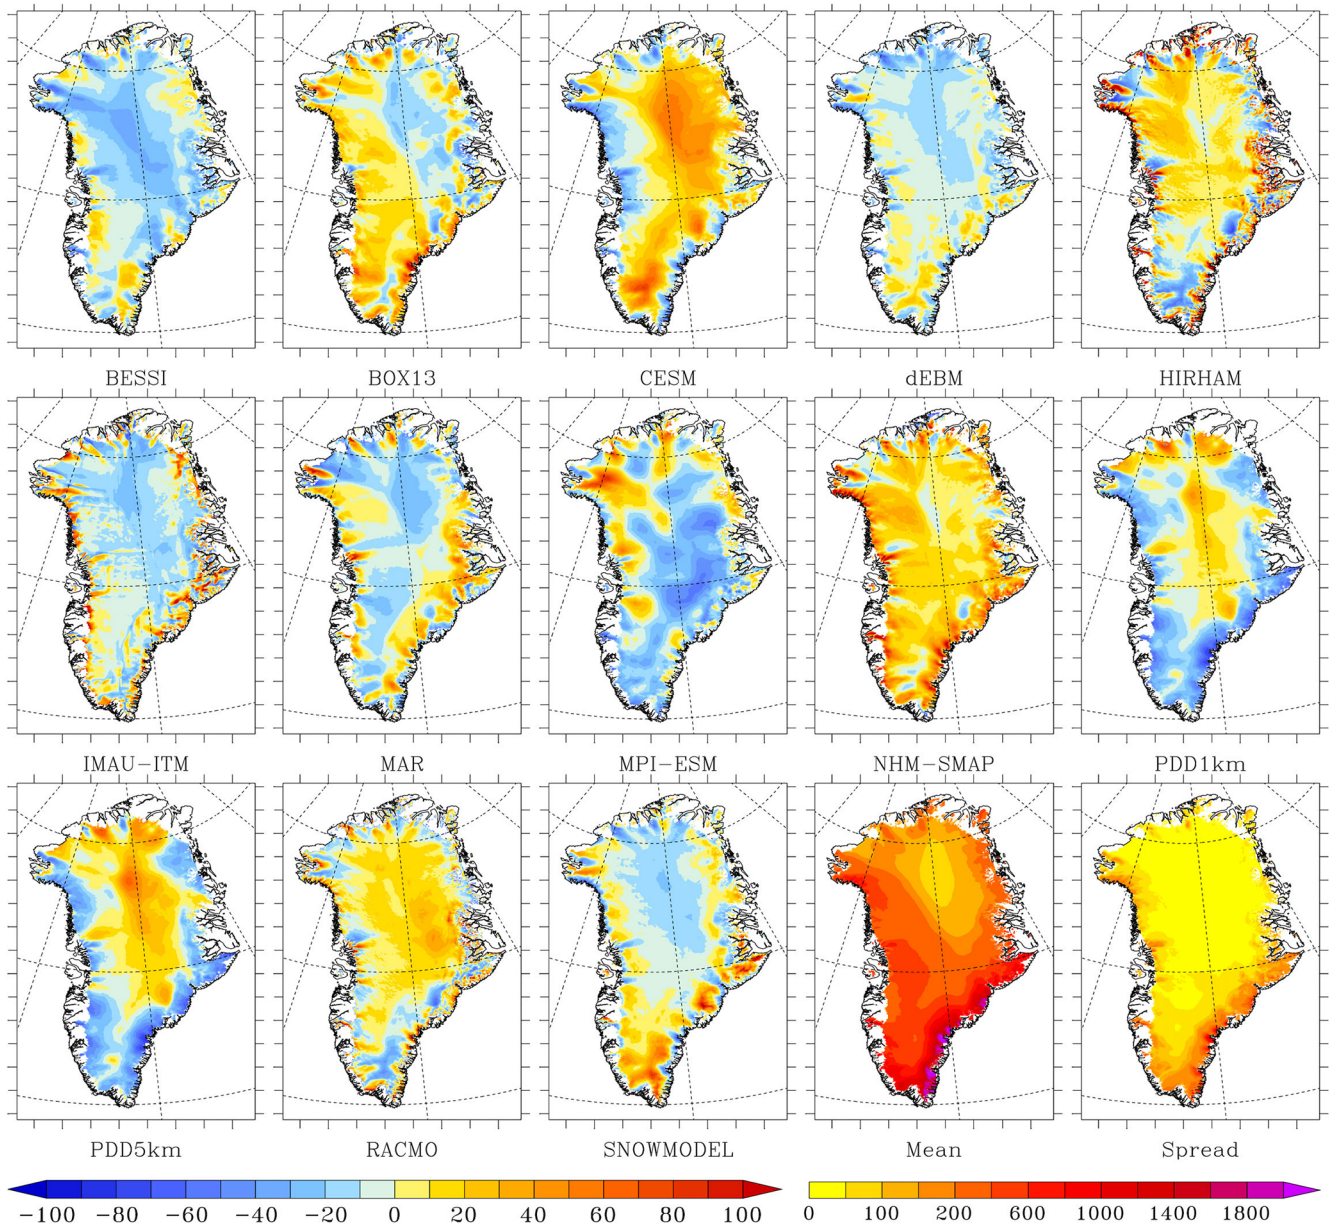 BESSI BOX13 CESM dEBM HIRHAM
IMAU-ITM MAR MPI-ESM NHM-SMAP PDD1km
PDD5km RACMO SNOWMODEL Mean Spread
-100 -80 -60 -40 -20 0 20 40 60 80 100 0 100 200 600 1000 1400 1800